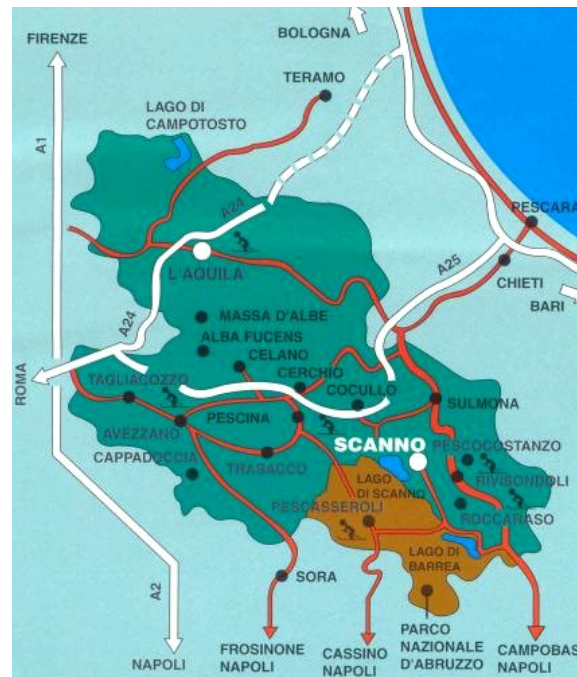 BOLOGNA
FIRENZE
TERAMO
LAGO DI
CAMPOTOSTO
A1
A24
PESCARA
L'AQUILA
A25
CHIETI
BARI
MASSA D'ALBE
A24
ALBA FUCENS
CELANO
ROMA
CERCHIO
TAGLIACOZZO
COCULLO
SULMONA
PESCINA
AVEZZANO
SCANNO
PESCOCOSTANZO
CAPPADOCCIA
TRASACCO
LAGO
DI SCANNO
RIVISONDOLI
PESCASSEROLI
ROCCARASO
LAGO DI
BARREA
SORA
A2
NAPOLI
FROSINONE
NAPOLI
CASSINO
NAPOLI
PARCO
NAZIONALE
D'ABRUZZO
CAMPOBAS
NAPOLI